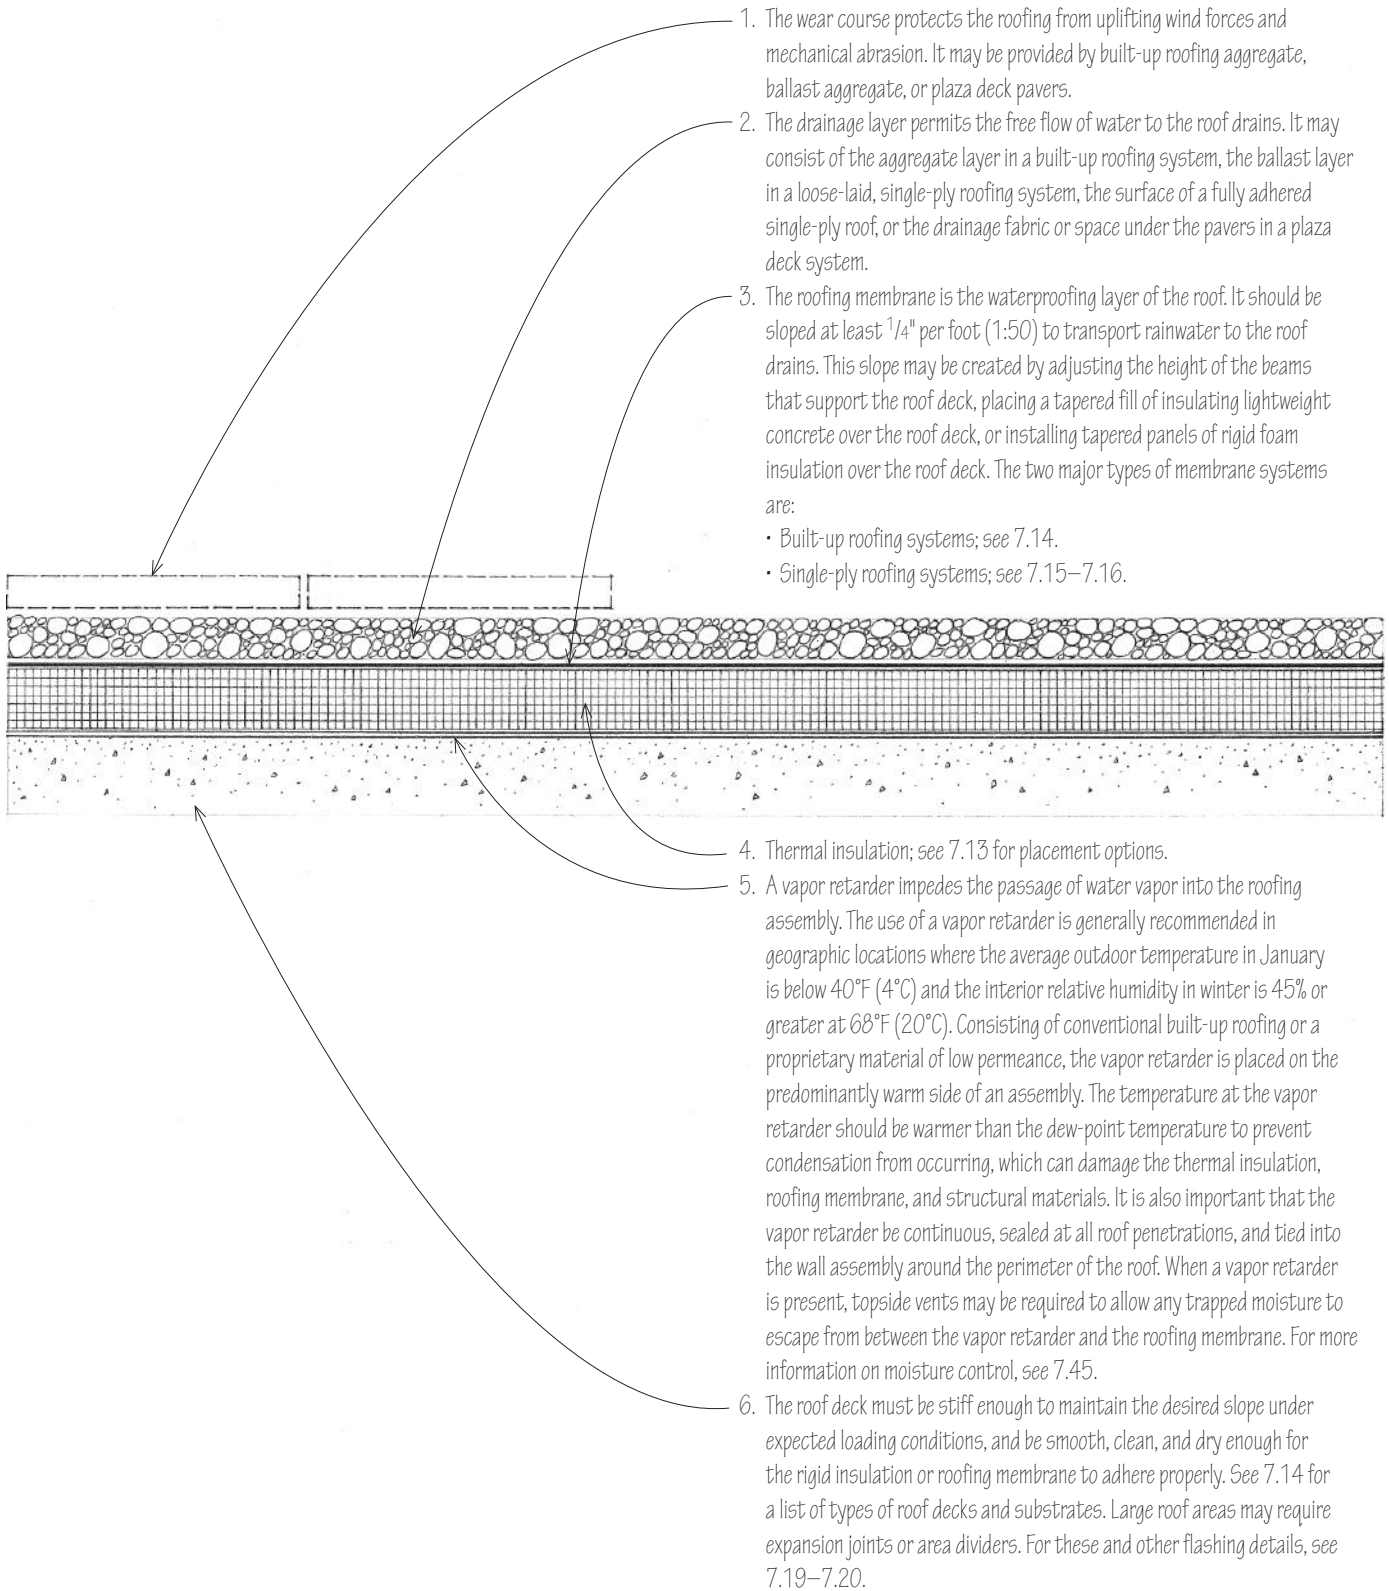 1. The wear course protects the roofing from uplifting wind forces and
mechanical abrasion. It may be provided by built-up roofing aggregate,
ballast aggregate, or plaza deck pavers.
2. The drainage layer permits the free flow of water to the roof drains. It may
consist of the aggregate layer in a built-up roofing system, the ballast layer
in a loose-laid, single-ply roofing system, the surface of a fully adhered
single-ply roof, or the drainage fabric or space under the pavers in a plaza
deck system.
3. The roofing membrane is the waterproofing layer of the roof. It should be
sloped at least 1/4" per foot (1:50) to transport rainwater to the roof
drains. This slope may be created by adjusting the height of the beams
that support the roof deck, placing a tapered fill of insulating lightweight
concrete over the roof deck, or installing tapered panels of rigid foam
insulation over the roof deck. The two major types of membrane systems
are:
• Built-up roofing systems; see 7.14.
• Single-ply roofing systems; see 7.15–7.16.
4. Thermal insulation; see 7.13 for placement options.
5. A vapor retarder impedes the passage of water vapor into the roofing
assembly. The use of a vapor retarder is generally recommended in
geographic locations where the average outdoor temperature in January
is below 40°F (4°C) and the interior relative humidity in winter is 45% or
greater at 68°F (20°C). Consisting of conventional built-up roofing or a
proprietary material of low permeance, the vapor retarder is placed on the
predominantly warm side of an assembly. The temperature at the vapor
retarder should be warmer than the dew-point temperature to prevent
condensation from occurring, which can damage the thermal insulation,
roofing membrane, and structural materials. It is also important that the
vapor retarder be continuous, sealed at all roof penetrations, and tied into
the wall assembly around the perimeter of the roof. When a vapor retarder
is present, topside vents may be required to allow any trapped moisture to
escape from between the vapor retarder and the roofing membrane. For more
information on moisture control, see 7.45.
6. The roof deck must be stiff enough to maintain the desired slope under
expected loading conditions, and be smooth, clean, and dry enough for
the rigid insulation or roofing membrane to adhere properly. See 7.14 for
a list of types of roof decks and substrates. Large roof areas may require
expansion joints or area dividers. For these and other flashing details, see
7.19–7.20.